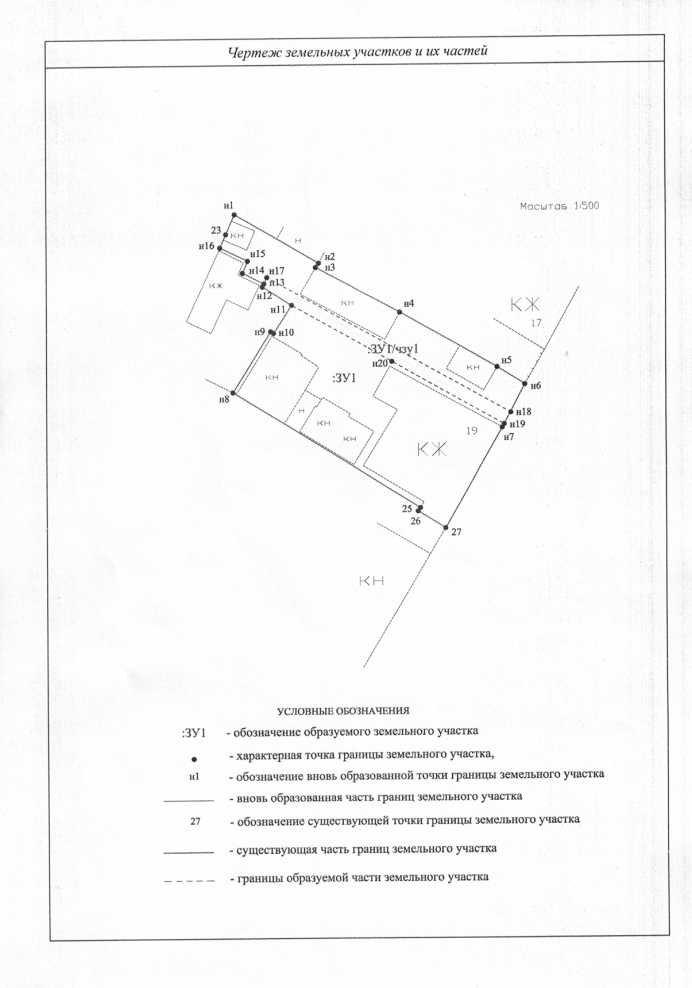 Чертеж земельных участков и их частей
Масштаб 1:500
н1
23
кн
н
н16
н15
н2
н3
н14
н17
н13
н12
кж
кн
н4
н11
КЖ
17
н9
н10
:ЗУ1/чзу1
н20
кн
н5
н6
:ЗУ1
кн
н8
н18
н19
н7
н
кн
кн
19
КЖ
25
26
27
КН
УСЛОВНЫЕ ОБОЗНАЧЕНИЯ
:ЗУ1 - обозначение образуемого земельного участка
- характерная точка границы земельного участка,
н1 - обозначение вновь образованной точки границы земельного участка
- вновь образованная часть границ земельного участка
27 - обозначение существующей точки границы земельного участка
- существующая часть границ земельного участка
- границы образуемой части земельного участка